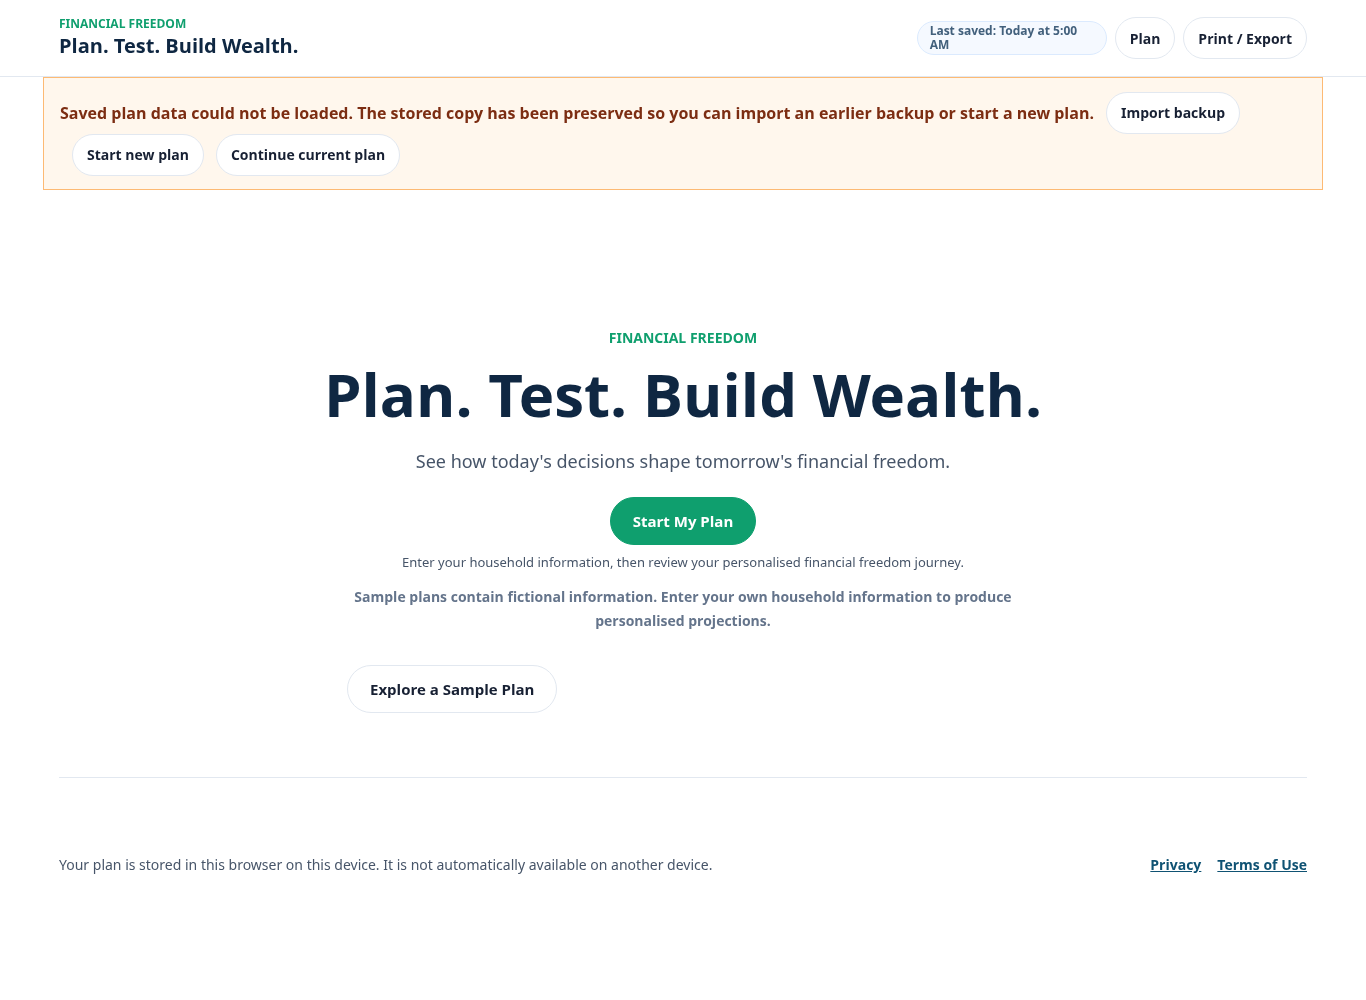 FINANCIAL FREEDOM
Plan. Test. Build Wealth.
Last saved: Today at 5:00
AM
Plan
Print / Export
Saved plan data could not be loaded. The stored copy has been preserved so you can import an earlier backup or start a new plan.
Import backup
Start new plan
Continue current plan
FINANCIAL FREEDOM
Plan. Test. Build Wealth.
See how today's decisions shape tomorrow's financial freedom.
Start My Plan
Enter your household information, then review your personalised financial freedom journey.
Sample plans contain fictional information. Enter your own household information to produce
personalised projections.
Explore a Sample Plan
Your plan is stored in this browser on this device. It is not automatically available on another device.
Privacy
Terms of Use